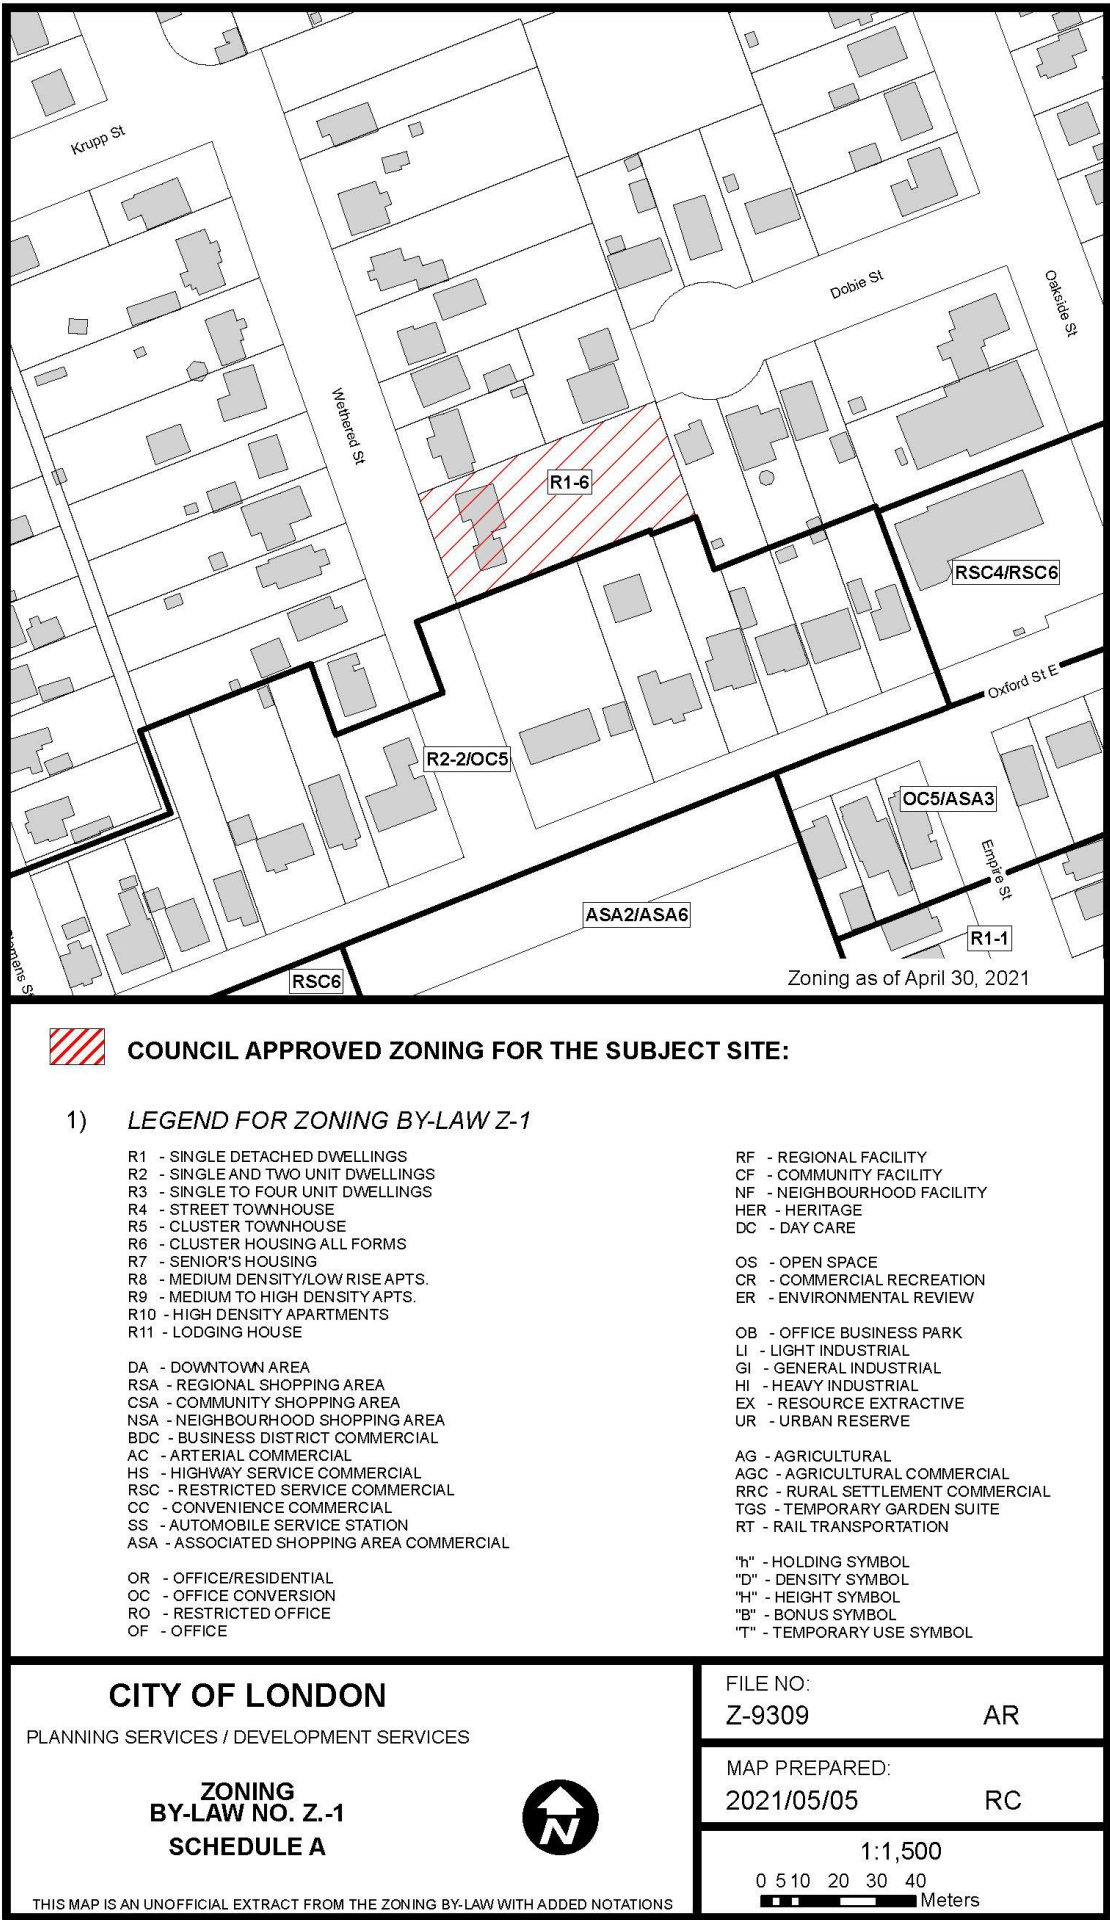 Krupp St
Dobie St
Oakside St
Wethered St
R1-6
RSC4/RSC6
Oxford St E
R2-2/OC5
OC5/ASA3
Empire St
ASA2/ASA6
R1-1
RSC6
Zoning as of April 30, 2021
COUNCIL APPROVED ZONING FOR THE SUBJECT SITE:
1) LEGEND FOR ZONING BY-LAW Z-1
R1 - SINGLE DETACHED DWELLINGS
R2 - SINGLE AND TWO UNIT DWELLINGS
R3 - SINGLE TO FOUR UNIT DWELLINGS
R4 - STREET TOWNHOUSE
R5 - CLUSTER TOWNHOUSE
R6 - CLUSTER HOUSING ALL FORMS
R7 - SENIOR'S HOUSING
R8 - MEDIUM DENSITY/LOW RISE APTS.
R9 - MEDIUM TO HIGH DENSITY APTS.
R10 - HIGH DENSITY APARTMENTS
R11 - LODGING HOUSE
DA - DOWNTOWN AREA
RSA - REGIONAL SHOPPING AREA
CSA - COMMUNITY SHOPPING AREA
NSA - NEIGHBOURHOOD SHOPPING AREA
BDC - BUSINESS DISTRICT COMMERCIAL
AC - ARTERIAL COMMERCIAL
HS - HIGHWAY SERVICE COMMERCIAL
RSC - RESTRICTED SERVICE COMMERCIAL
CC - CONVENIENCE COMMERCIAL
SS - AUTOMOBILE SERVICE STATION
ASA - ASSOCIATED SHOPPING AREA COMMERCIAL
OR - OFFICE/RESIDENTIAL
OC - OFFICE CONVERSION
RO - RESTRICTED OFFICE
OF - OFFICE
RF - REGIONAL FACILITY
CF - COMMUNITY FACILITY
NF - NEIGHBOURHOOD FACILITY
HER - HERITAGE
DC - DAY CARE
OS - OPEN SPACE
CR - COMMERCIAL RECREATION
ER - ENVIRONMENTAL REVIEW
OB - OFFICE BUSINESS PARK
LI - LIGHT INDUSTRIAL
GI - GENERAL INDUSTRIAL
HI - HEAVY INDUSTRIAL
EX - RESOURCE EXTRACTIVE
UR - URBAN RESERVE
AG - AGRICULTURAL
AGC - AGRICULTURAL COMMERCIAL
RRC - RURAL SETTLEMENT COMMERCIAL
TGS - TEMPORARY GARDEN SUITE
RT - RAIL TRANSPORTATION
"h" - HOLDING SYMBOL
"D" - DENSITY SYMBOL
"H" - HEIGHT SYMBOL
"B" - BONUS SYMBOL
"T" - TEMPORARY USE SYMBOL
CITY OF LONDON
PLANNING SERVICES / DEVELOPMENT SERVICES
ZONING
BY-LAW NO. Z.-1
SCHEDULE A
N
THIS MAP IS AN UNOFFICIAL EXTRACT FROM THE ZONING BY-LAW WITH ADDED NOTATIONS
FILE NO:
Z-9309 AR
MAP PREPARED:
2021/05/05 RC
1:1,500
0 5 10 20 30 40
Meters